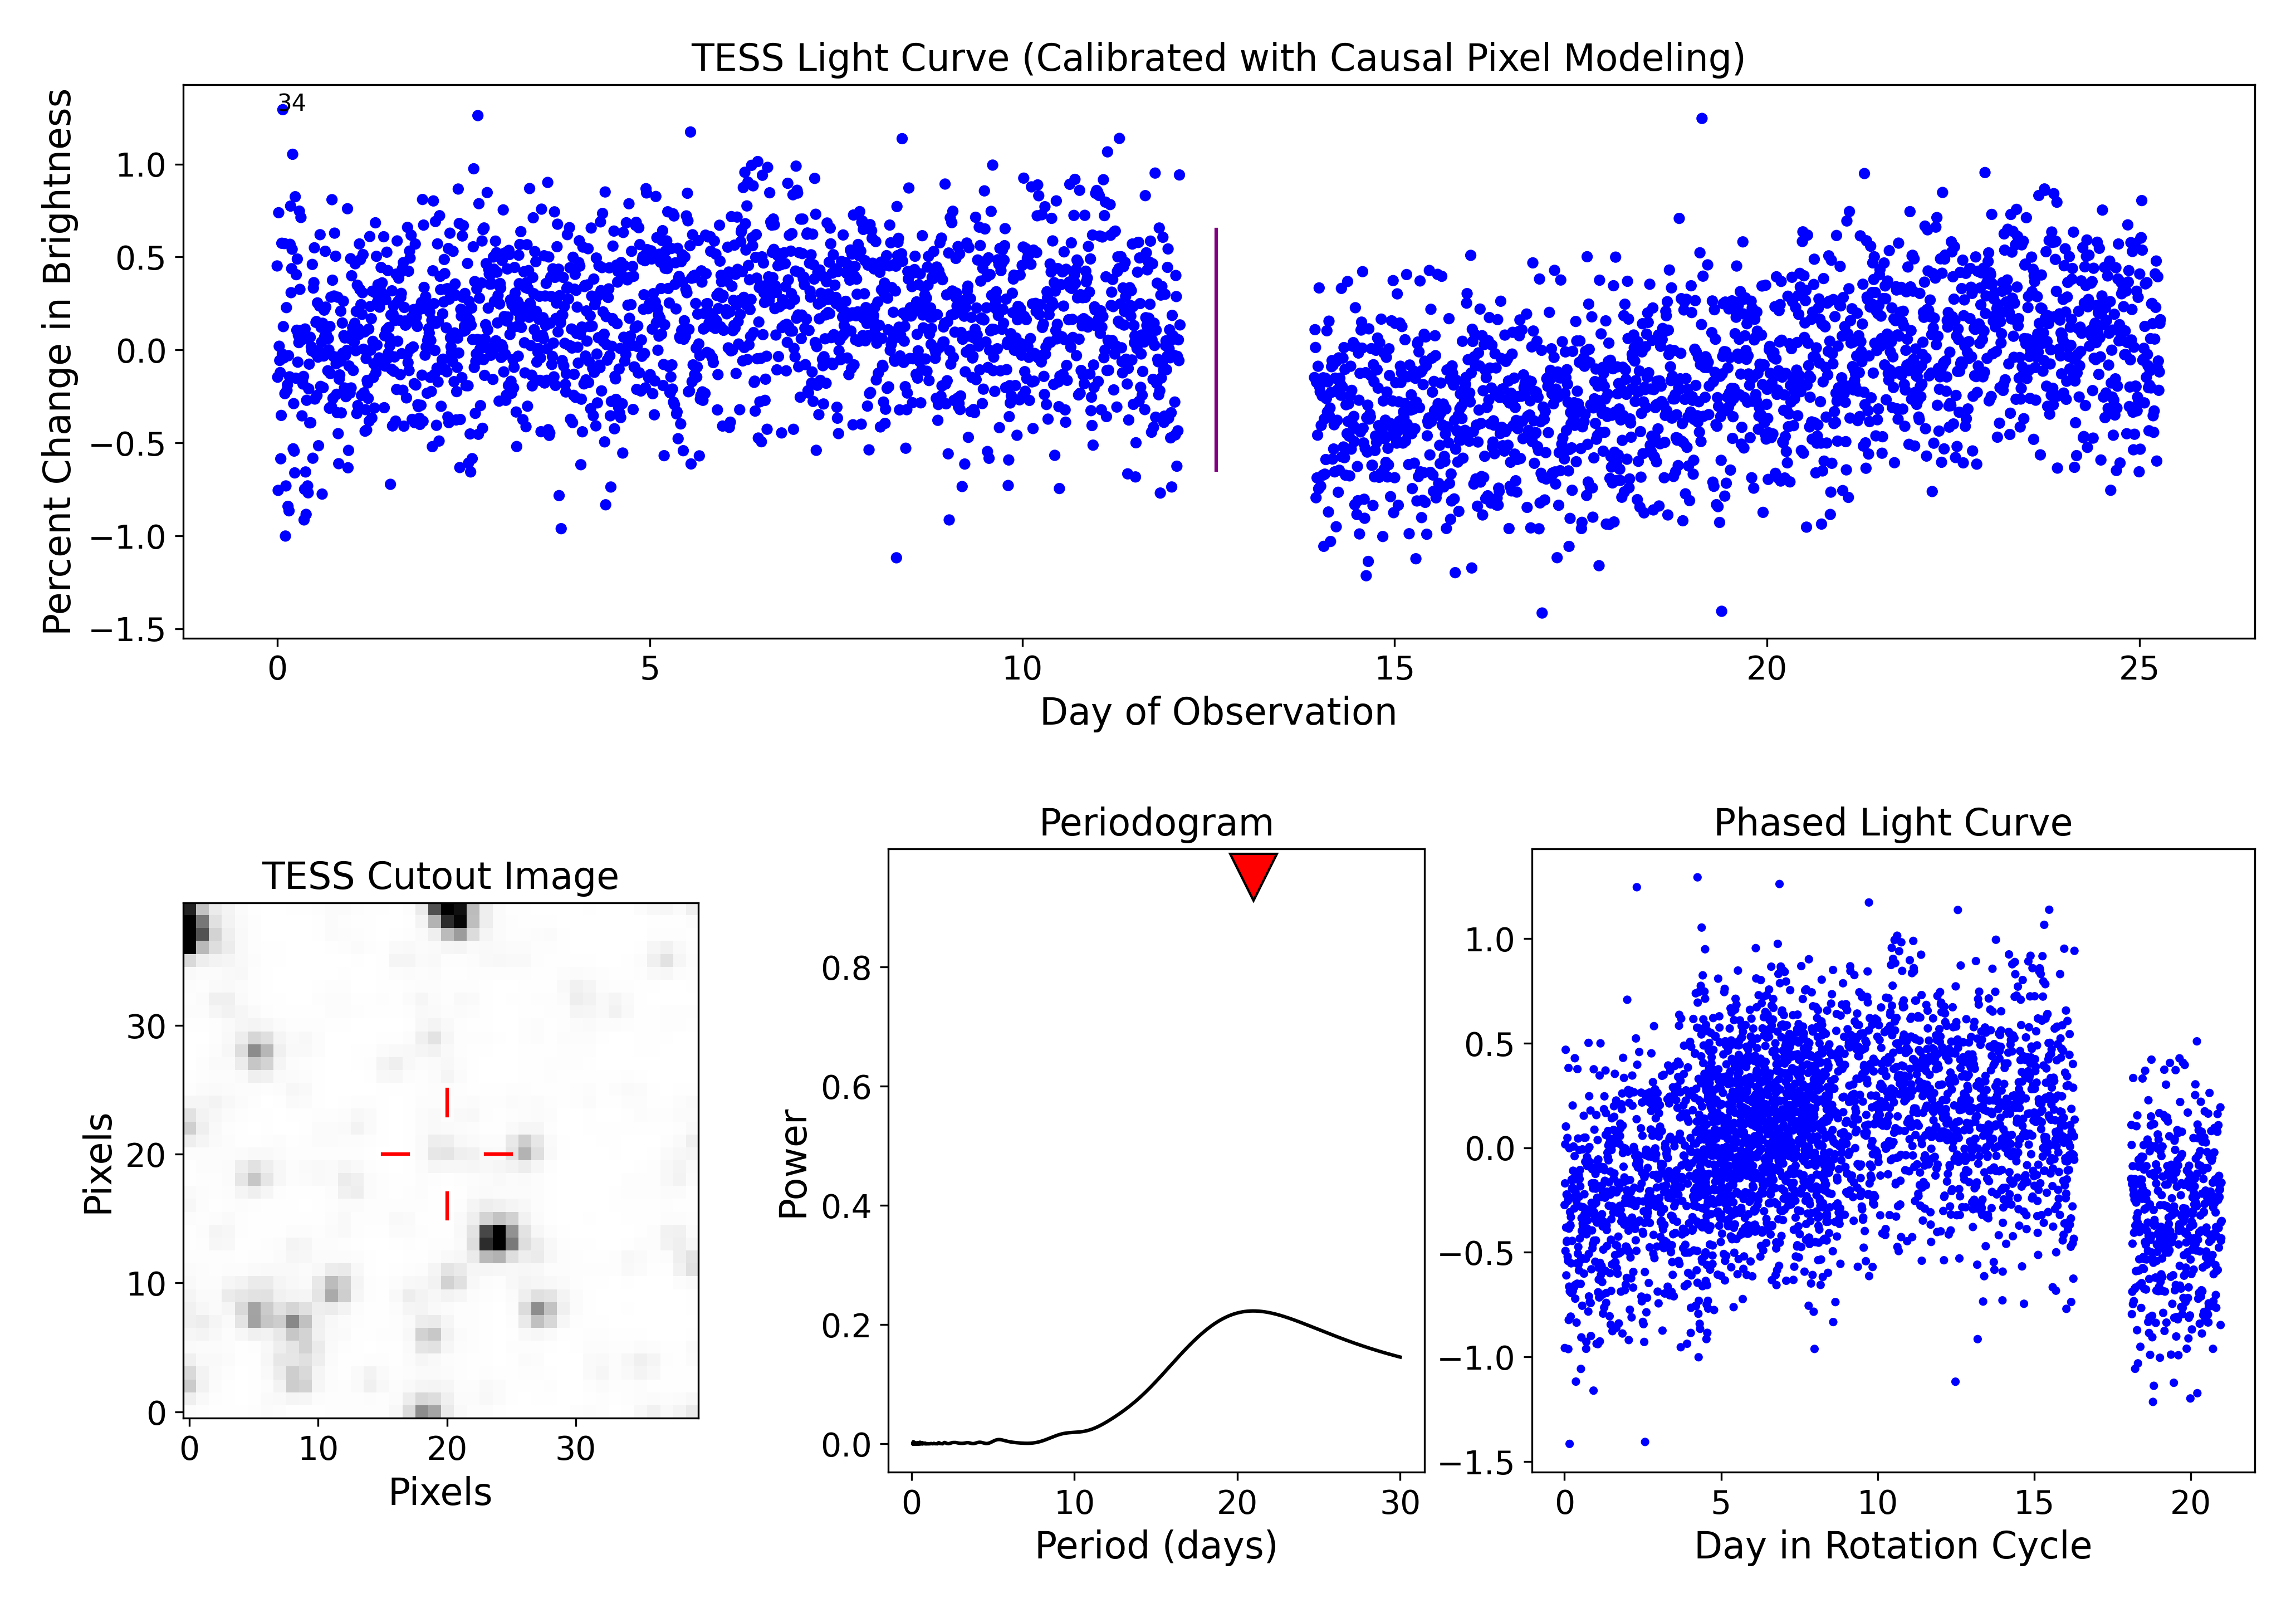 TESS Light Curve (Calibrated with Causal Pixel Modeling)
34
Percent Change in Brightness
1.0
0.5
0.0
−0.5
−1.0
−1.5
0 5 10 15 20 25
Day of Observation
TESS Cutout Image
Pixels
30
20
10
0
0 10 20 30
Pixels
Periodogram
Power
0.8
0.6
0.4
0.2
0.0
0 10 20 30
Period (days)
Phased Light Curve
1.0
0.5
0.0
−0.5
−1.0
−1.5
0 5 10 15 20
Day in Rotation Cycle